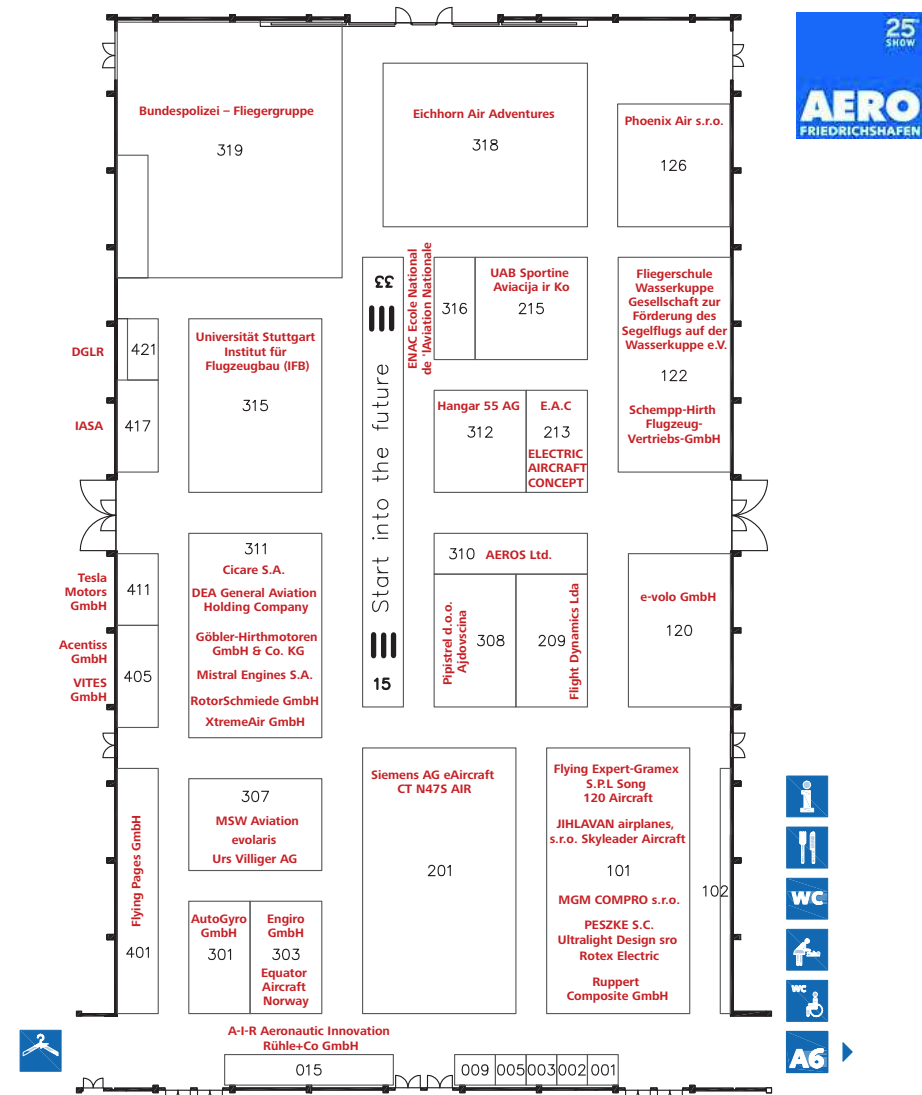 25
SHOW
AERO
FRIEDRICHSHAFEN
Bundespolizei – Fliegergruppe
319
Eichhorn Air Adventures
318
Phoenix Air s.r.o.
126
33
Start into the future
15
ENAC Ecole National
de 'lAviation Nationale
316
UAB Sportine
Aviacija ir Ko
215
Fliegerschule
Wasserkuppe
Gesellschaft zur
Förderung des
Segelflugs auf der
Wasserkuppe e.V.
122
Schempp-Hirth
Flugzeug-
Vertriebs-GmbH
DGLR
421
IASA
417
Universität Stuttgart
Institut für
Flugzeugbau (IFB)
315
Hangar 55 AG
312
E.A.C
213
ELECTRIC
AIRCRAFT
CONCEPT
Tesla
Motors
GmbH
411
Acentiss
GmbH
VITES
GmbH
405
311
Cicare S.A.
DEA General Aviation
Holding Company
Göbler-Hirthmotoren
GmbH & Co. KG
Mistral Engines S.A.
RotorSchmiede GmbH
XtremeAir GmbH
310
AEROS Ltd.
Pipistrel d.o.o.
Ajdovscina
308
209
Flight Dynamics Lda
e-volo GmbH
120
Flying Pages GmbH
401
307
MSW Aviation
evolaris
Urs Villiger AG
AutoGyro
GmbH
301
Engiro
GmbH
303
Equator
Aircraft
Norway
Siemens AG eAircraft
CT N47S AIR
201
Flying Expert-Gramex
S.P.L Song
120 Aircraft
JIHLAVAN airplanes,
s.r.o. Skyleader Aircraft
101
MGM COMPRO s.r.o.
PESZKE S.C.
Ultralight Design sro
Rotex Electric
Ruppert
Composite GmbH
102
i
WC
WC
A6
A-I-R Aeronautic Innovation
Rühle+Co GmbH
015
009
005
003
002
001